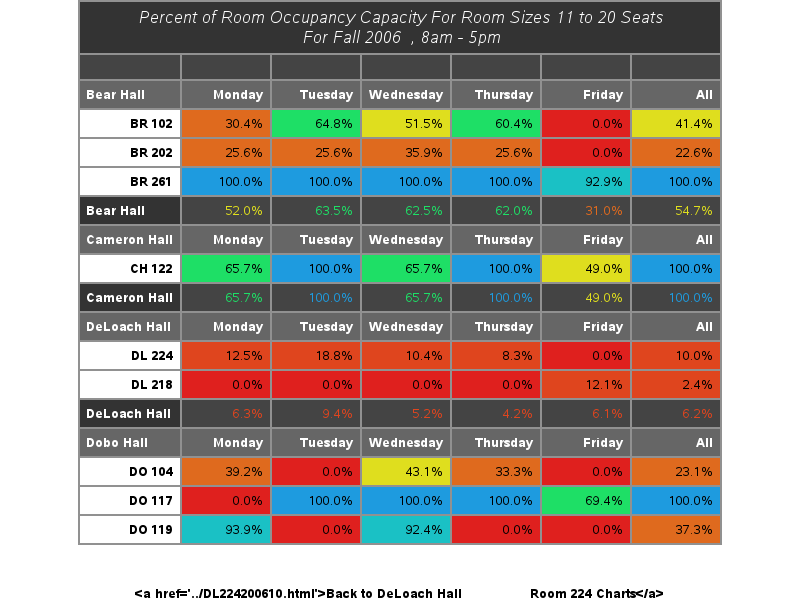 Percent of Room Occupancy Capacity For Room Sizes 11 to 20 Seats
For Fall 2006 , 8am - 5pm
Bear Hall Monday Tuesday Wednesday Thursday Friday All
BR 102 30.4% 64.8% 51.5% 60.4% 0.0% 41.4%
BR 202 25.6% 25.6% 35.9% 25.6% 0.0% 22.6%
BR 261 100.0% 100.0% 100.0% 100.0% 92.9% 100.0%
Bear Hall 52.0% 63.5% 62.5% 62.0% 31.0% 54.7%
Cameron Hall Monday Tuesday Wednesday Thursday Friday All
CH 122 65.7% 100.0% 65.7% 100.0% 49.0% 100.0%
Cameron Hall 65.7% 100.0% 65.7% 100.0% 49.0% 100.0%
DeLoach Hall Monday Tuesday Wednesday Thursday Friday All
DL 224 12.5% 18.8% 10.4% 8.3% 0.0% 10.0%
DL 218 0.0% 0.0% 0.0% 0.0% 12.1% 2.4%
DeLoach Hall 6.3% 9.4% 5.2% 4.2% 6.1% 6.2%
Dobo Hall Monday Tuesday Wednesday Thursday Friday All
DO 104 39.2% 0.0% 43.1% 33.3% 0.0% 23.1%
DO 117 0.0% 100.0% 100.0% 100.0% 69.4% 100.0%
DO 119 93.9% 0.0% 92.4% 0.0% 0.0% 37.3%
<a href='../DL224200610.html'>Back to DeLoach Hall Room 224 Charts</a>